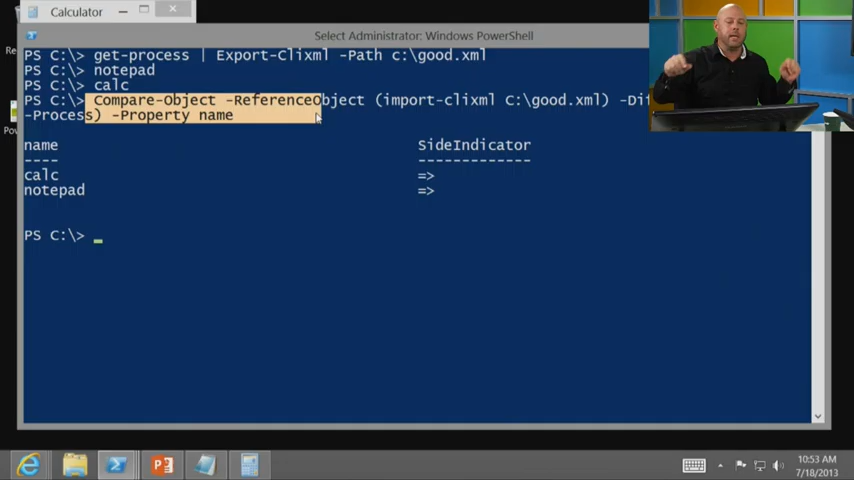 Calculator
Select Administrator: Windows PowerShell
PS C:\> get-process | Export-Clixml -Path c:\good.xml
PS C:\> notepad
PS C:\> calc
PS C:\> Compare-Object -ReferenceObject (import-clixml C:\good.xml)
-Process) -Property name
name SideIndicator
---- -------------
calc =>
notepad =>
PS C:\>
10:53 AM
7/18/2013